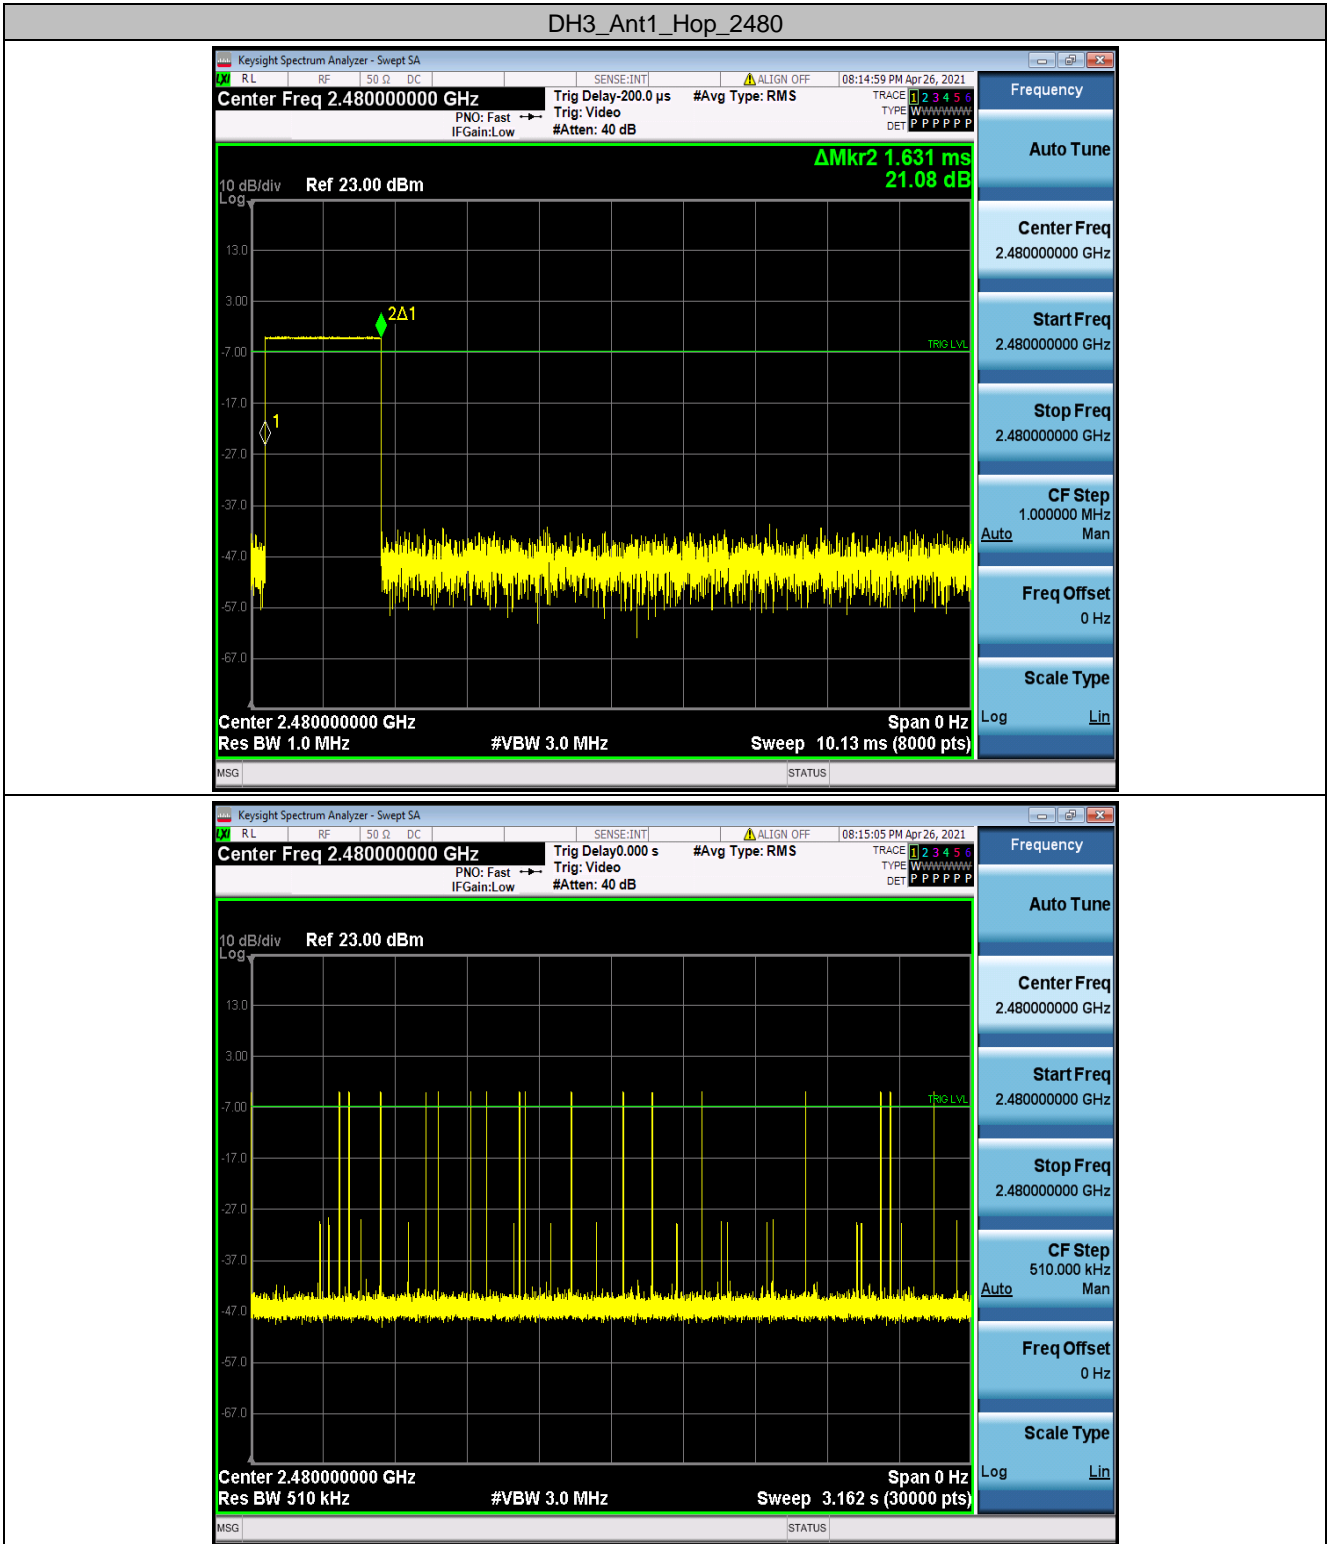 DH3_Ant1_Hop_2480
Keysight Spectrum Analyzer - Swept SA
LXI RL RF 50 Ω DC SENSE:INT ALIGN OFF 08:14:59 PM Apr 26, 2021
Center Freq 2.480000000 GHz Trig Delay-200.0 µs #Avg Type: RMS TRACE 1 2 3 4 5 6
PNO: Fast Trig: Video TYPE WWWWWW
IFGain:Low #Atten: 40 dB DET P P P P P P
ΔMkr2 1.631 ms
10 dB/div Ref 23.00 dBm 21.08 dB
Log
13.0
3.00
2Δ1
-7.00 TRIG LVL
-17.0
1
-27.0
-37.0
-47.0
-57.0
-67.0
Center 2.480000000 GHz Span 0 Hz
Res BW 1.0 MHz #VBW 3.0 MHz Sweep 10.13 ms (8000 pts)
MSG STATUS
Frequency
Auto Tune
Center Freq
2.480000000 GHz
Start Freq
2.480000000 GHz
Stop Freq
2.480000000 GHz
CF Step
1.000000 MHz
Auto Man
Freq Offset
0 Hz
Scale Type
Log Lin
Keysight Spectrum Analyzer - Swept SA
LXI RL RF 50 Ω DC SENSE:INT ALIGN OFF 08:15:05 PM Apr 26, 2021
Center Freq 2.480000000 GHz Trig Delay0.000 s #Avg Type: RMS TRACE 1 2 3 4 5 6
PNO: Fast Trig: Video TYPE WWWWWW
IFGain:Low #Atten: 40 dB DET P P P P P P
10 dB/div Ref 23.00 dBm
Log
13.0
3.00
-7.00 TRIG LVL
-17.0
-27.0
-37.0
-47.0
-57.0
-67.0
Center 2.480000000 GHz Span 0 Hz
Res BW 510 kHz #VBW 3.0 MHz Sweep 3.162 s (30000 pts)
MSG STATUS
Frequency
Auto Tune
Center Freq
2.480000000 GHz
Start Freq
2.480000000 GHz
Stop Freq
2.480000000 GHz
CF Step
510.000 kHz
Auto Man
Freq Offset
0 Hz
Scale Type
Log Lin